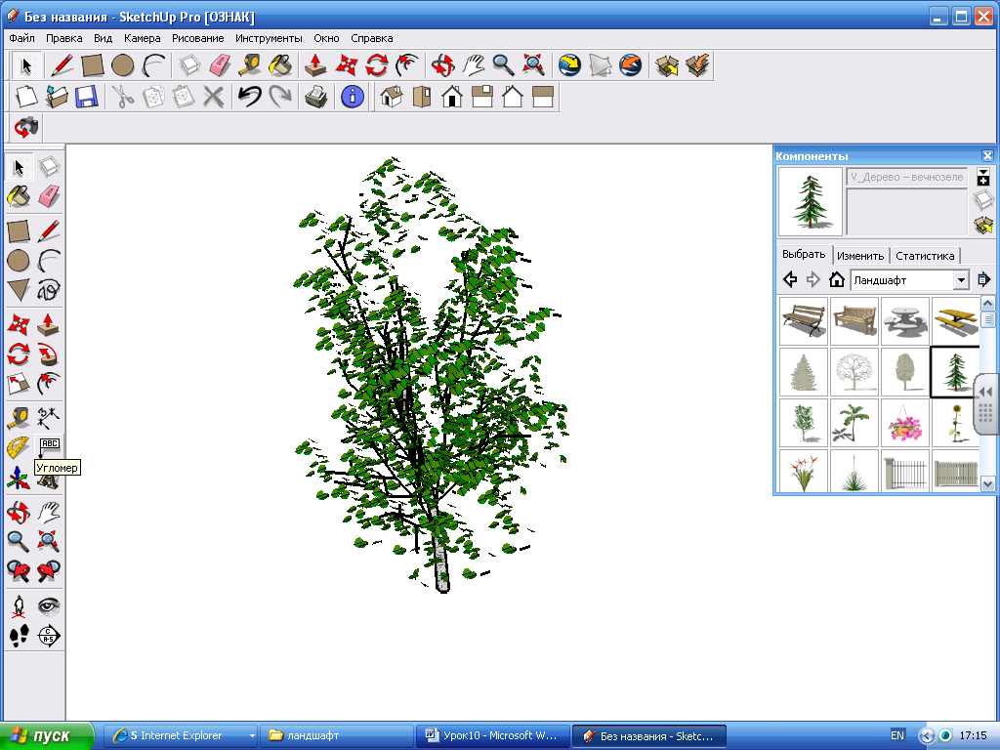 Без названия - SketchUp Pro [ОЗНАК]
Файл Правка Вид Камера Рисование Инструменты Окно Справка
Компоненты
V_Дерево – вечнозеле
Выбрать Изменить Статистика
Ландшафт
ABC
Угломер
C
A-5
пуск
5 Internet Explorer
ландшафт
Урок10 - Microsoft W...
Без названия - Sketc...
EN
17:15